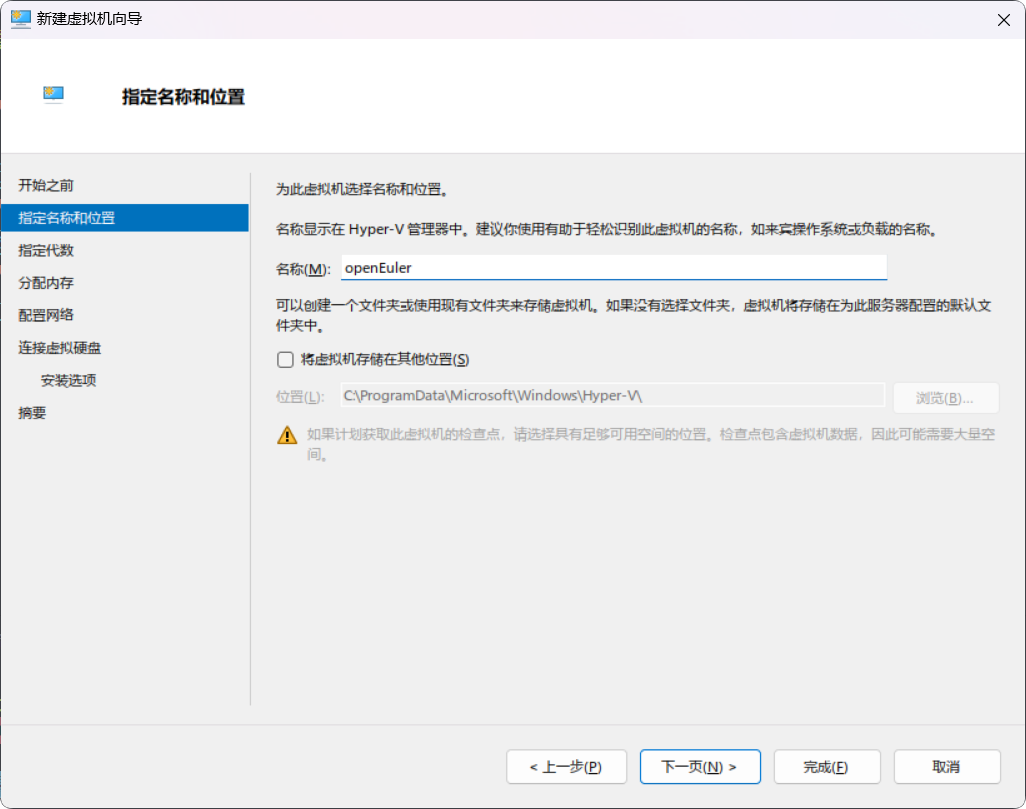 新建虚拟机向导
指定名称和位置
开始之前
指定名称和位置
指定代数
分配内存
配置网络
连接虚拟硬盘
安装选项
摘要
为此虚拟机选择名称和位置。
名称显示在 Hyper-V 管理器中。建议你使用有助于轻松识别此虚拟机的名称，如来宾操作系统或负载的名称。
名称(M): openEuler
可以创建一个文件夹或使用现有文件夹来存储虚拟机。如果没有选择文件夹，虚拟机将存储在为此服务器配置的默认文
件夹中。
将虚拟机存储在其他位置(S)
位置(L): C:\ProgramData\Microsoft\Windows\Hyper-V\ 浏览(B)...
如果计划获取此虚拟机的检查点，请选择具有足够可用空间的位置。检查点包含虚拟机数据，因此可能需要大量空
间。
< 上一步(P) 下一页(N) > 完成(F) 取消